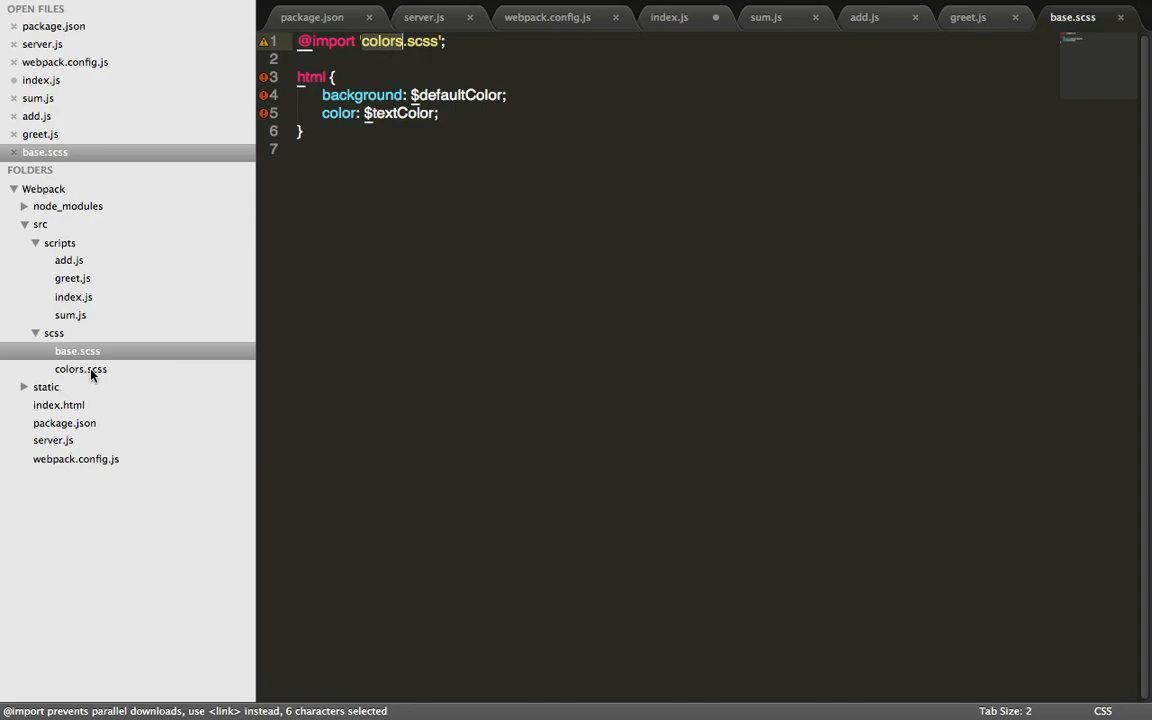 OPEN FILES
package.json
server.js
webpack.config.js
index.js
sum.js
add.js
greet.js
base.scss
FOLDERS
Webpack
node_modules
src
scripts
add.js
greet.js
index.js
sum.js
scss
base.scss
colors.scss
static
index.html
package.json
server.js
webpack.config.js
package.json server.js webpack.config.js index.js sum.js add.js greet.js base.scss
1 @import 'colors.scss';
2
3 html {
4 background: $defaultColor;
5 color: $textColor;
6 }
7
@import prevents parallel downloads, use <link> instead, 6 characters selected Tab Size: 2 CSS